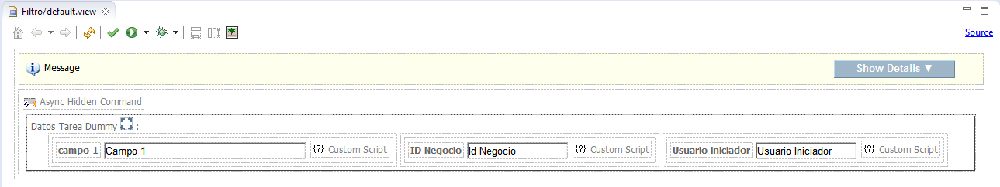 Filtro/default.view
Source
Message
Show Details ▼
Async Hidden Command
Datos Tarea Dummy :
campo 1 Campo 1 {?} Custom Script ID Negocio Id Negocio {?} Custom Script Usuario iniciador Usuario Iniciador {?} Custom Script